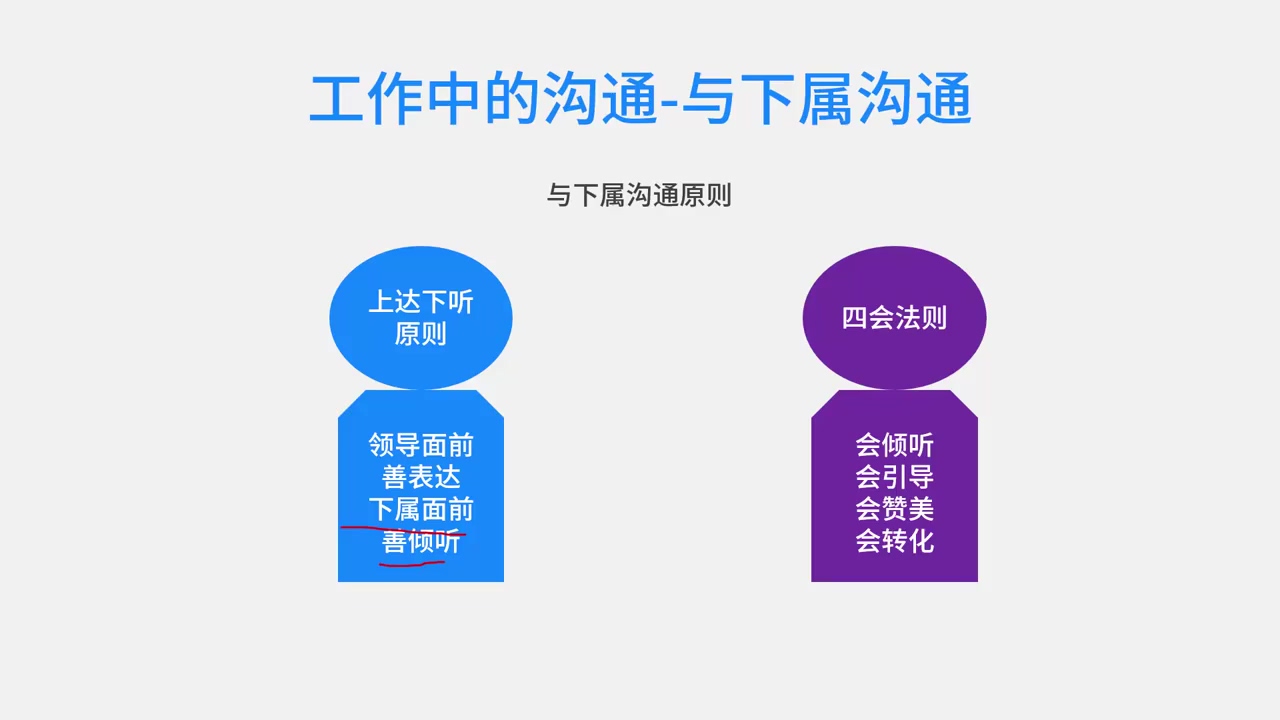 工作中的沟通-与下属沟通
与下属沟通原则
上达下听
原则
领导面前
善表达
下属面前
善倾听
四会法则
会倾听
会引导
会赞美
会转化